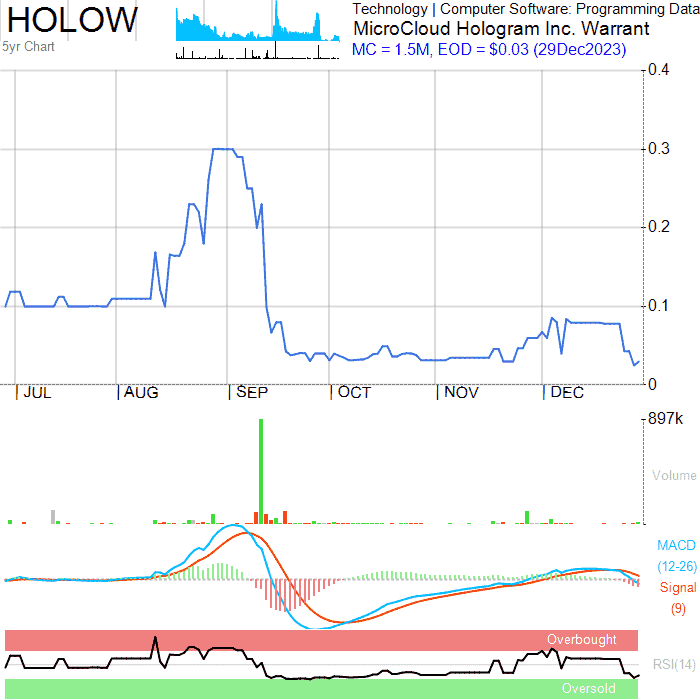 HOLOW
5yr Chart
Technology | Computer Software: Programming Data
MicroCloud Hologram Inc. Warrant
MC = 1.5M, EOD = $0.03 (29Dec2023)
0.4
0.3
0.2
0.1
0
JUL AUG SEP OCT NOV DEC
897k
Volume
MACD
(12-26)
Signal
(9)
Overbought
RSI(14)
Oversold